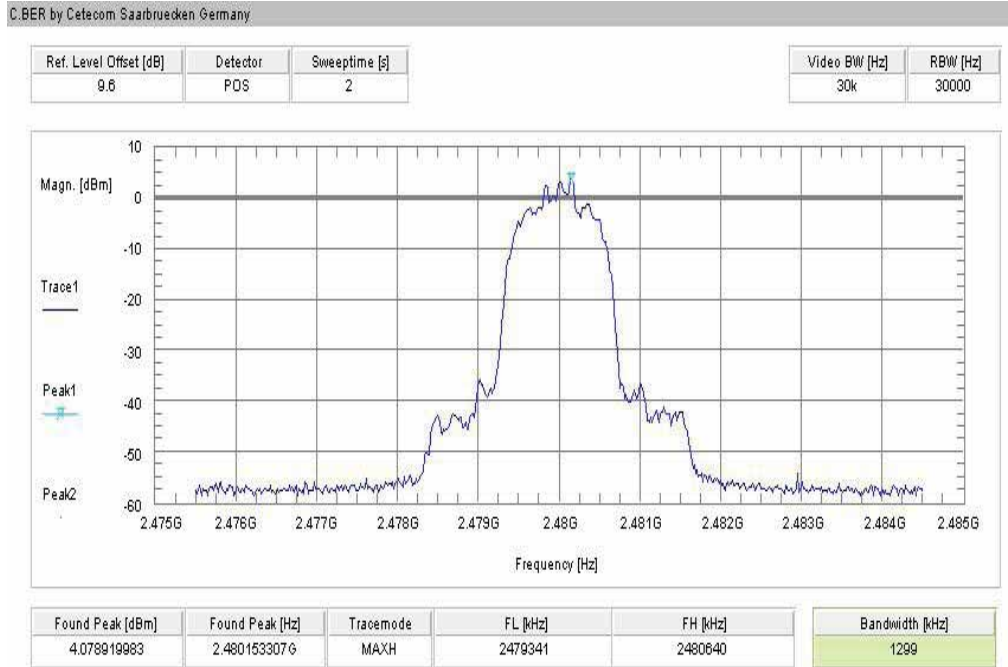 C.BER by Cetecom Saarbruecken Germany
Ref. Level Offset [dB] Detector Sweeptime [s] Video BW [Hz] RBW [Hz]
9.6 POS 2 30k 30000
10
Magn. [dBm]
0
-10
Trace1
-20
-30
Peak1
-40
-50
Peak2
-60
2.475G 2.476G 2.477G 2.478G 2.479G 2.48G 2.481G 2.482G 2.483G 2.484G 2.485G
Frequency [Hz]
Found Peak [dBm] Found Peak [Hz] Tracemode FL [kHz] FH [kHz] Bandwidth [kHz]
4.078919983 2.480153307G MAXH 2479341 2480640 1299